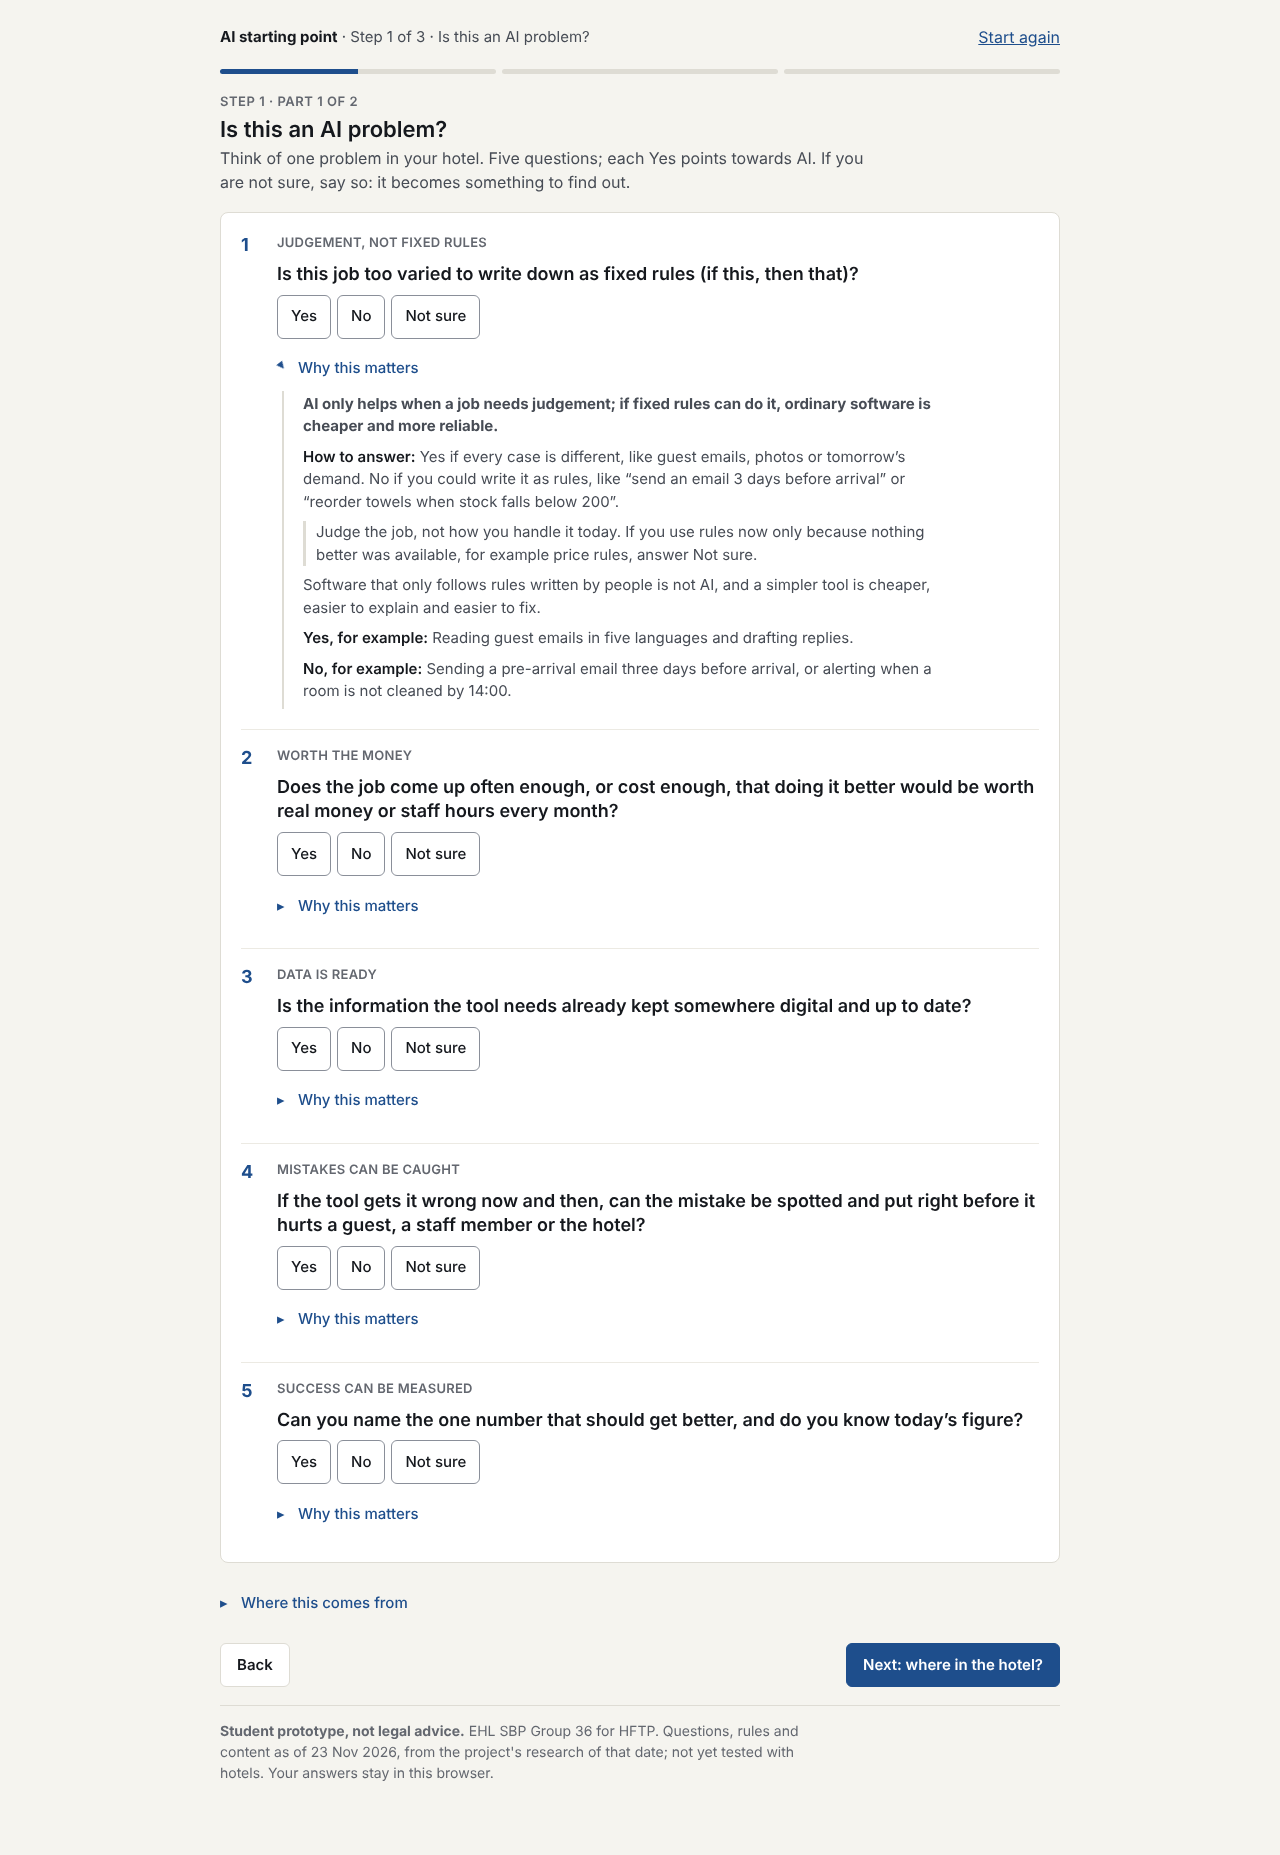 AI starting point · Step 1 of 3 · Is this an AI problem?
Start again
STEP 1 · PART 1 OF 2
Is this an AI problem?
Think of one problem in your hotel. Five questions; each Yes points towards AI. If you
are not sure, say so: it becomes something to find out.
1
JUDGEMENT, NOT FIXED RULES
Is this job too varied to write down as fixed rules (if this, then that)?
Yes
No
Not sure
Why this matters
AI only helps when a job needs judgement; if fixed rules can do it, ordinary software is
cheaper and more reliable.
How to answer: Yes if every case is different, like guest emails, photos or tomorrow’s
demand. No if you could write it as rules, like “send an email 3 days before arrival” or
“reorder towels when stock falls below 200”.
Judge the job, not how you handle it today. If you use rules now only because nothing
better was available, for example price rules, answer Not sure.
Software that only follows rules written by people is not AI, and a simpler tool is cheaper,
easier to explain and easier to fix.
Yes, for example: Reading guest emails in five languages and drafting replies.
No, for example: Sending a pre-arrival email three days before arrival, or alerting when a
room is not cleaned by 14:00.
2
WORTH THE MONEY
Does the job come up often enough, or cost enough, that doing it better would be worth
real money or staff hours every month?
Yes
No
Not sure
Why this matters
3
DATA IS READY
Is the information the tool needs already kept somewhere digital and up to date?
Yes
No
Not sure
Why this matters
4
MISTAKES CAN BE CAUGHT
If the tool gets it wrong now and then, can the mistake be spotted and put right before it
hurts a guest, a staff member or the hotel?
Yes
No
Not sure
Why this matters
5
SUCCESS CAN BE MEASURED
Can you name the one number that should get better, and do you know today’s figure?
Yes
No
Not sure
Why this matters
Where this comes from
Back
Next: where in the hotel?
Student prototype, not legal advice. EHL SBP Group 36 for HFTP. Questions, rules and
content as of 23 Nov 2026, from the project's research of that date; not yet tested with
hotels. Your answers stay in this browser.